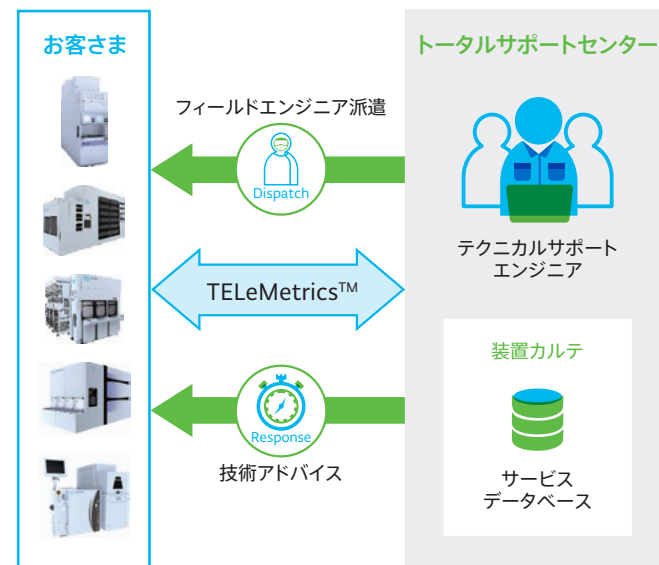 お客さま
トータルサポートセンター
フィールドエンジニア派遣
Dispatch
テクニカルサポート
エンジニア
TELeMetrics™
装置カルテ
Response
技術アドバイス
サービス
データベース